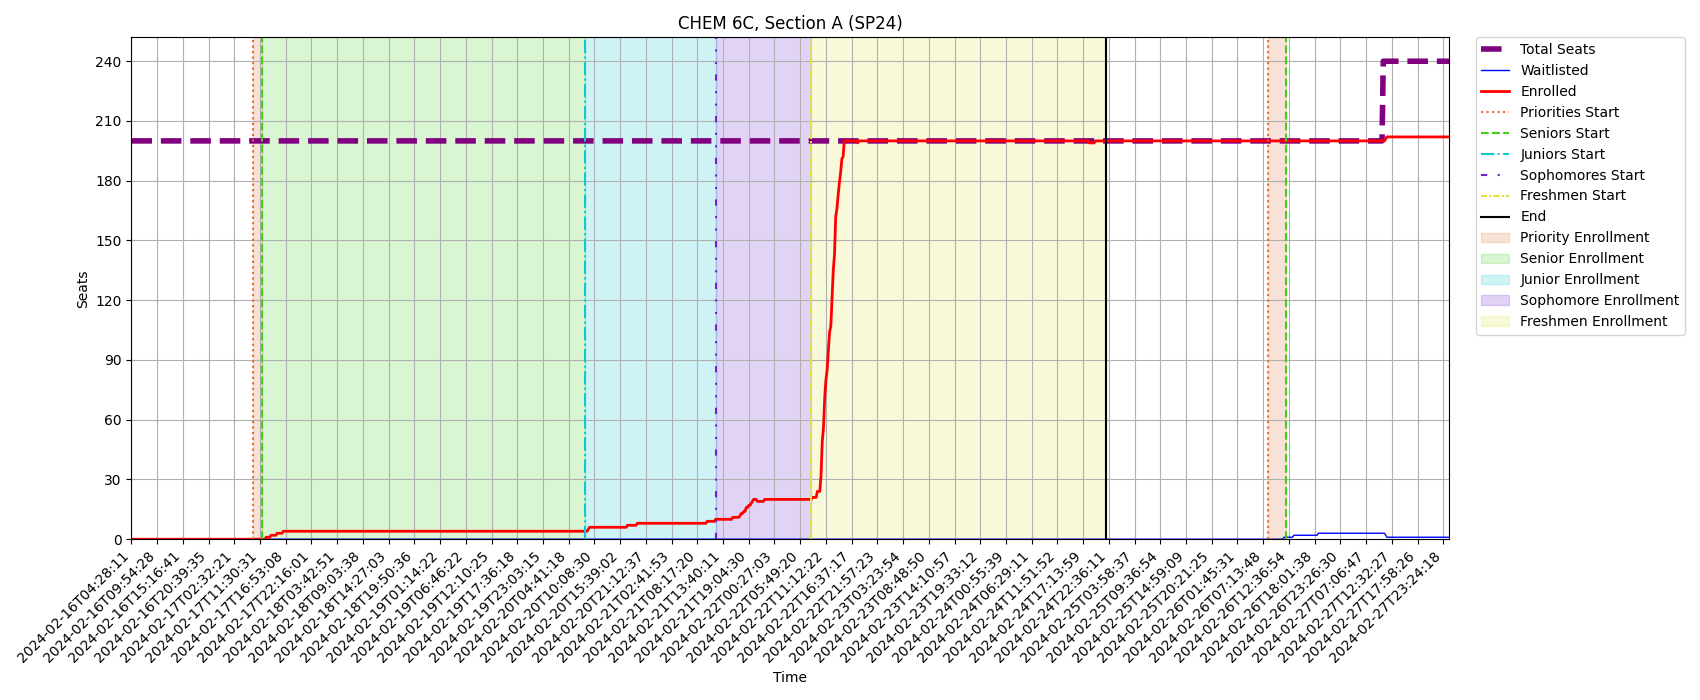 CHEM 6C, Section A (SP24)
Seats
240
210
180
150
120
90
60
30
0
2024-02-16T04:28:11
2024-02-16T09:54:28
2024-02-16T15:16:41
2024-02-16T20:39:35
2024-02-17T02:32:21
2024-02-17T11:30:31
2024-02-17T16:53:08
2024-02-17T22:16:01
2024-02-18T03:42:51
2024-02-18T09:03:38
2024-02-18T14:27:03
2024-02-18T19:50:36
2024-02-19T01:14:22
2024-02-19T06:46:22
2024-02-19T12:10:25
2024-02-19T17:36:18
2024-02-19T23:03:15
2024-02-20T04:41:18
2024-02-20T10:08:30
2024-02-20T15:39:02
2024-02-20T21:12:37
2024-02-21T02:41:53
2024-02-21T08:17:20
2024-02-21T13:40:11
2024-02-21T19:04:30
2024-02-22T00:27:03
2024-02-22T05:49:20
2024-02-22T11:12:22
2024-02-22T16:37:17
2024-02-22T21:57:23
2024-02-23T03:23:54
2024-02-23T08:48:50
2024-02-23T14:10:57
2024-02-23T19:33:12
2024-02-24T00:55:39
2024-02-24T06:29:11
2024-02-24T11:51:52
2024-02-24T17:13:59
2024-02-24T22:36:11
2024-02-25T03:58:37
2024-02-25T09:36:54
2024-02-25T14:59:09
2024-02-25T20:21:25
2024-02-26T01:45:31
2024-02-26T07:13:48
2024-02-26T12:36:54
2024-02-26T18:01:38
2024-02-26T23:26:30
2024-02-27T07:06:47
2024-02-27T12:32:27
2024-02-27T17:58:26
2024-02-27T23:24:18
Time
Total Seats
Waitlisted
Enrolled
Priorities Start
Seniors Start
Juniors Start
Sophomores Start
Freshmen Start
End
Priority Enrollment
Senior Enrollment
Junior Enrollment
Sophomore Enrollment
Freshmen Enrollment